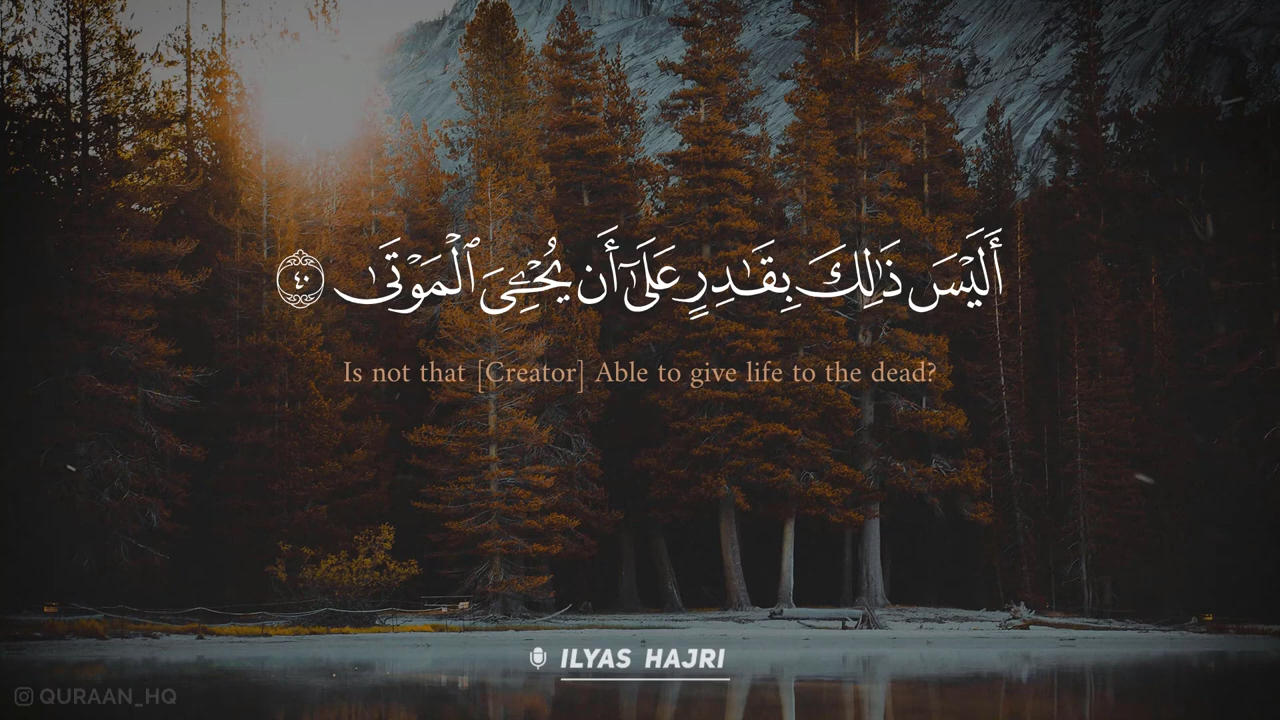 أَلَيْسَ ذَٰلِكَ بِقَٰدِرٍ عَلَىٰٓ أَن يُحْـِۧىَ ٱلْمَوْتَىٰ ٤٠
Is not that [Creator] Able to give life to the dead?
ILYAS HAJRI
QURAAN_HQ